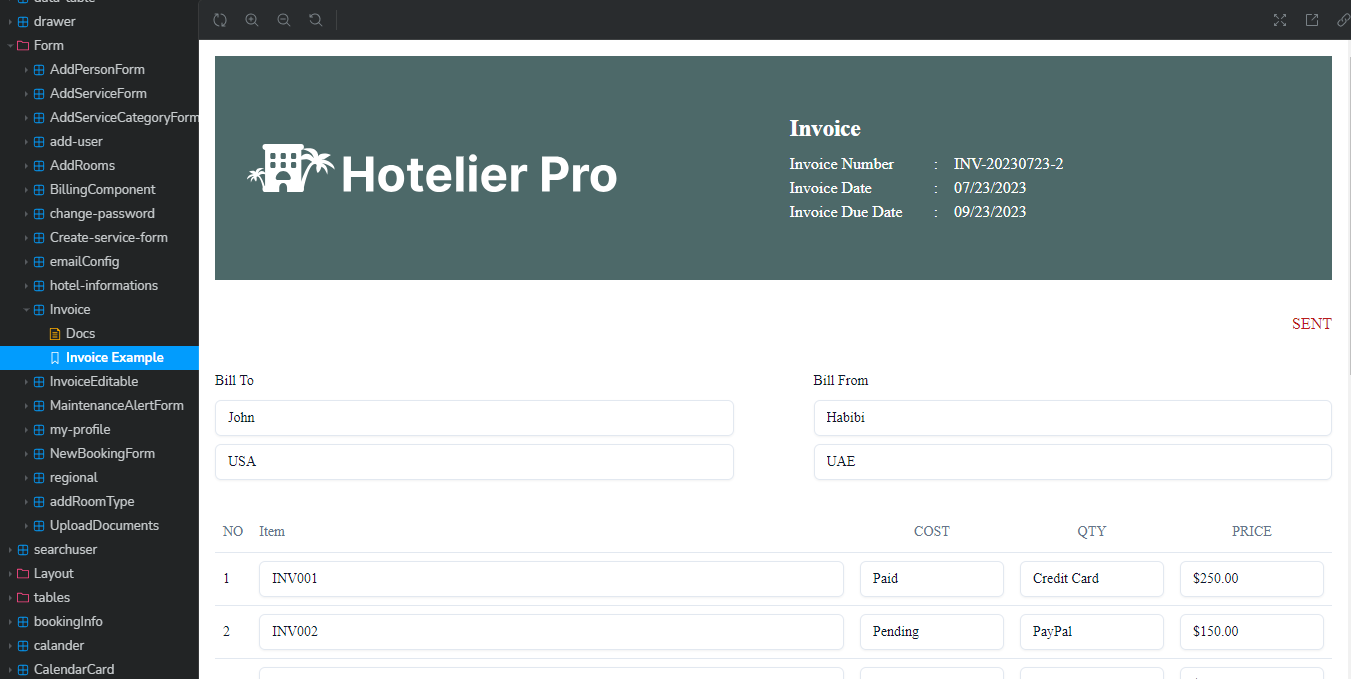 data-table
drawer
Form
AddPersonForm
AddServiceForm
AddServiceCategoryForm
add-user
AddRooms
BillingComponent
change-password
Create-service-form
emailConfig
hotel-informations
Invoice
Docs
Invoice Example
InvoiceEditable
MaintenanceAlertForm
my-profile
NewBookingForm
regional
addRoomType
UploadDocuments
searchuser
Layout
tables
bookingInfo
calander
CalendarCard
Hotelier Pro
Invoice
Invoice Number : INV-20230723-2
Invoice Date : 07/23/2023
Invoice Due Date : 09/23/2023
SENT
Bill To
John
USA
Bill From
Habibi
UAE
NO Item COST QTY PRICE
1 INV001 Paid Credit Card $250.00
2 INV002 Pending PayPal $150.00